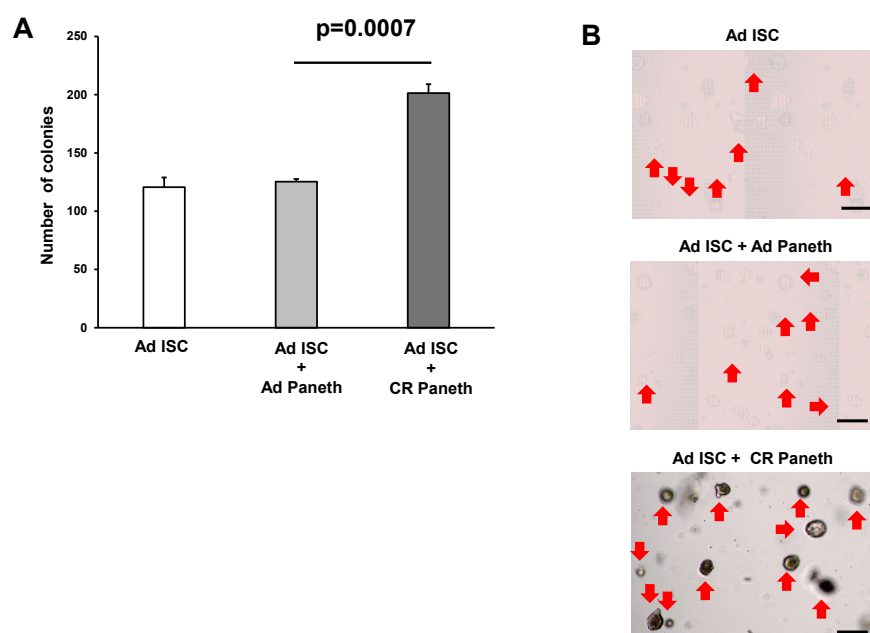 A
p=0.0007
Number of colonies
250
200
150
100
50
0
Ad ISC
Ad ISC
+
Ad Paneth
Ad ISC
+
CR Paneth
B
Ad ISC
Ad ISC + Ad Paneth
Ad ISC + CR Paneth